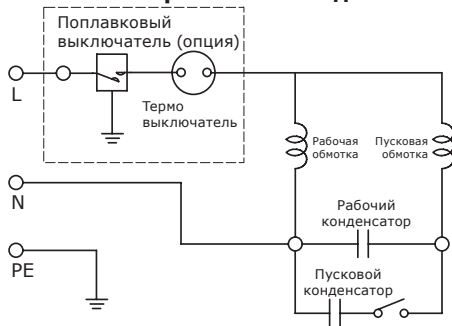 Поплавковый
выключатель (опция)
L
Термо
выключатель
Рабочая
обмотка
Пусковая
обмотка
N
Рабочий
конденсатор
PE
Пусковой
конденсатор